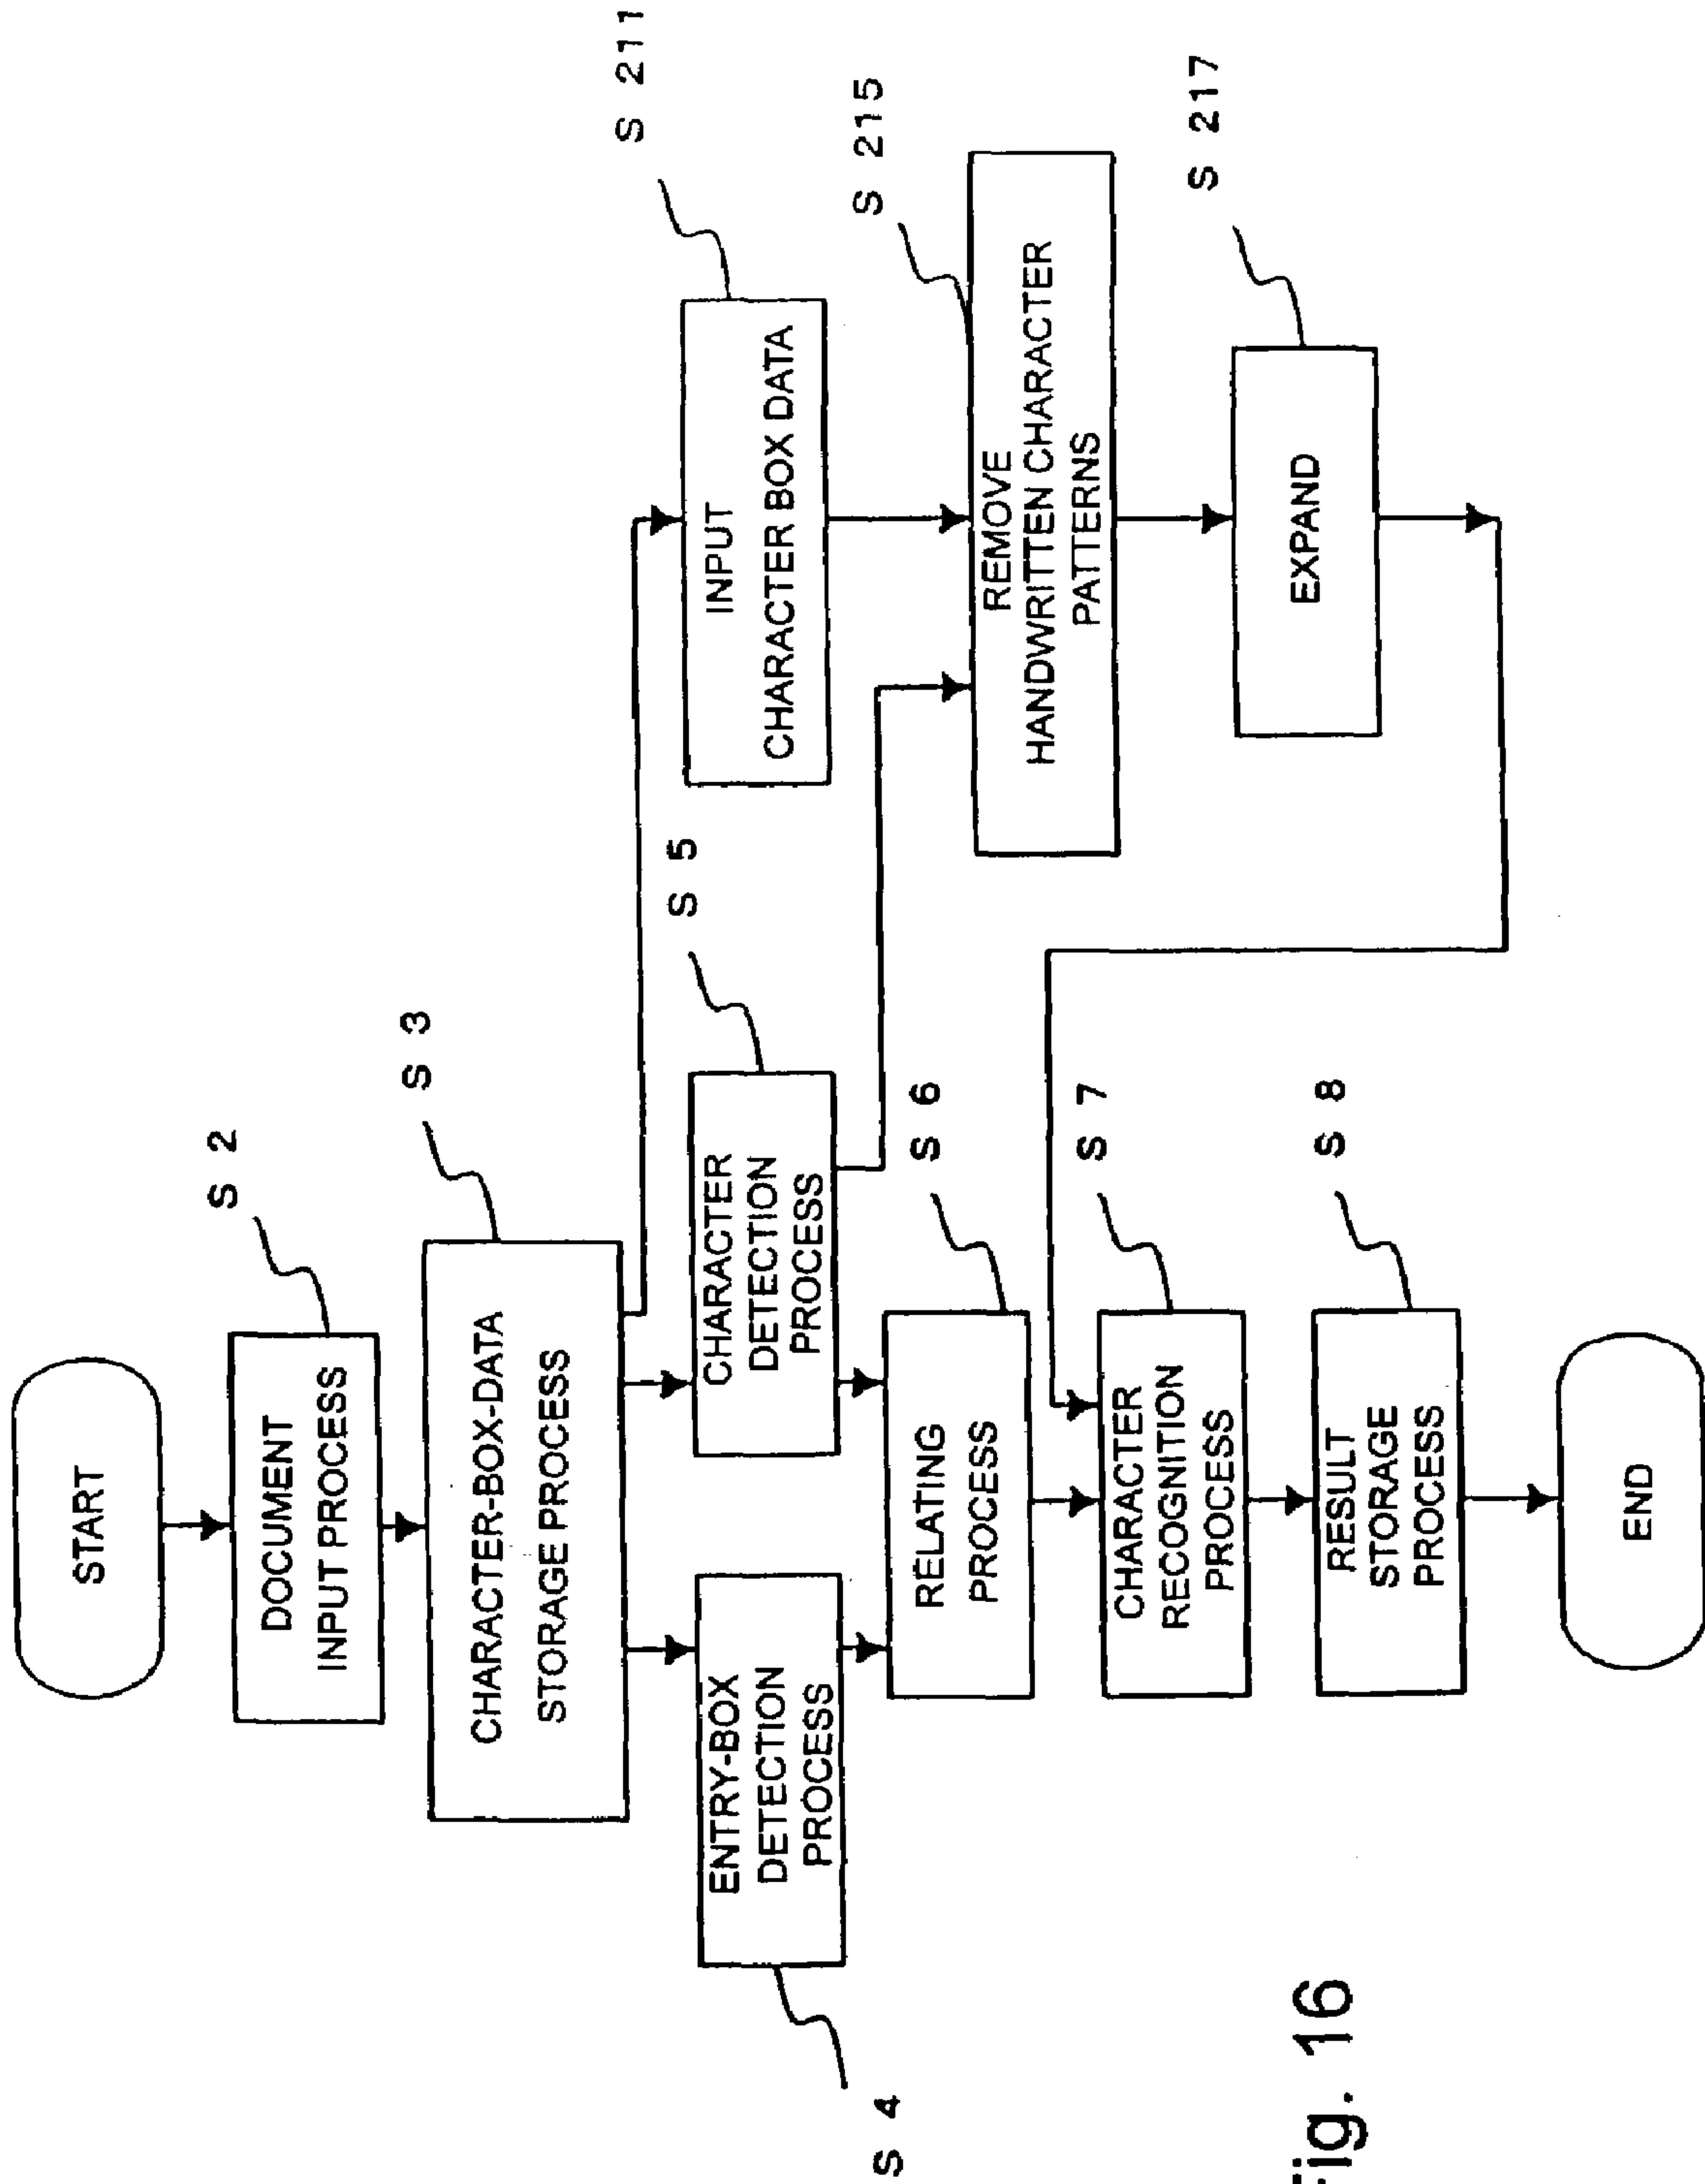 START
S 2
DOCUMENT
INPUT PROCESS
S 3
CHARACTER-BOX-DATA
STORAGE PROCESS
S 4
ENTRY-BOX
DETECTION
PROCESS
S 5
CHARACTER
DETECTION
PROCESS
S 211
INPUT
CHARACTER BOX DATA
S 6
RELATING
PROCESS
S 215
REMOVE
HANDWRITTEN CHARACTER
PATTERNS
S 7
CHARACTER
RECOGNITION
PROCESS
S 217
EXPAND
S 8
RESULT
STORAGE
PROCESS
END
Fig. 16